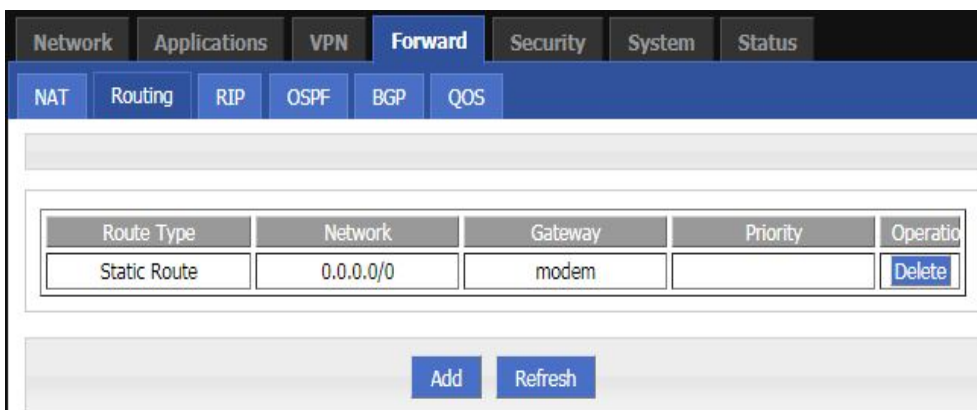 Network Applications VPN Forward Security System Status
NAT Routing RIP OSPF BGP QOS
Route Type Network Gateway Priority Operatio
Static Route 0.0.0.0/0 modem Delete
Add Refresh